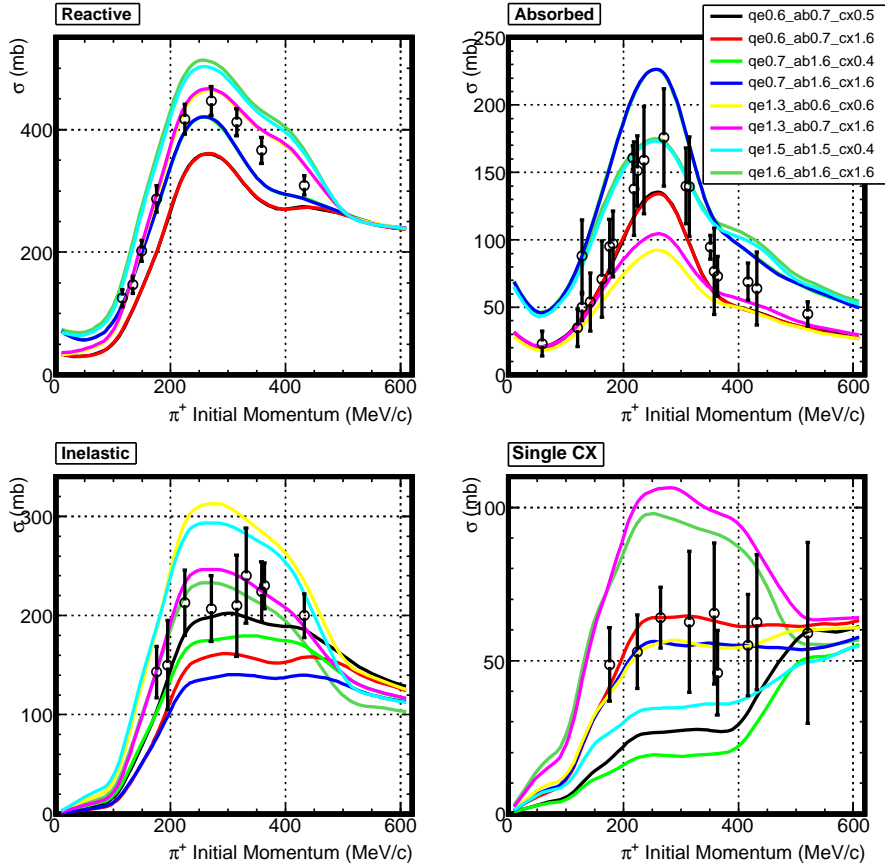 Reactive
σ (mb)
400
200
0
0 200 400 600
π+ Initial Momentum (MeV/c)
Absorbed
σ (mb)
250
200
150
100
50
0
0 200 400 600
π+ Initial Momentum (MeV/c)
qe0.6_ab0.7_cx0.5
qe0.6_ab0.7_cx1.6
qe0.7_ab1.6_cx0.4
qe0.7_ab1.6_cx1.6
qe1.3_ab0.6_cx0.6
qe1.3_ab0.7_cx1.6
qe1.5_ab1.5_cx0.4
qe1.6_ab1.6_cx1.6
Inelastic
σ (mb)
300
200
100
0
0 200 400 600
π+ Initial Momentum (MeV/c)
Single CX
σ (mb)
100
50
0
0 200 400 600
π+ Initial Momentum (MeV/c)